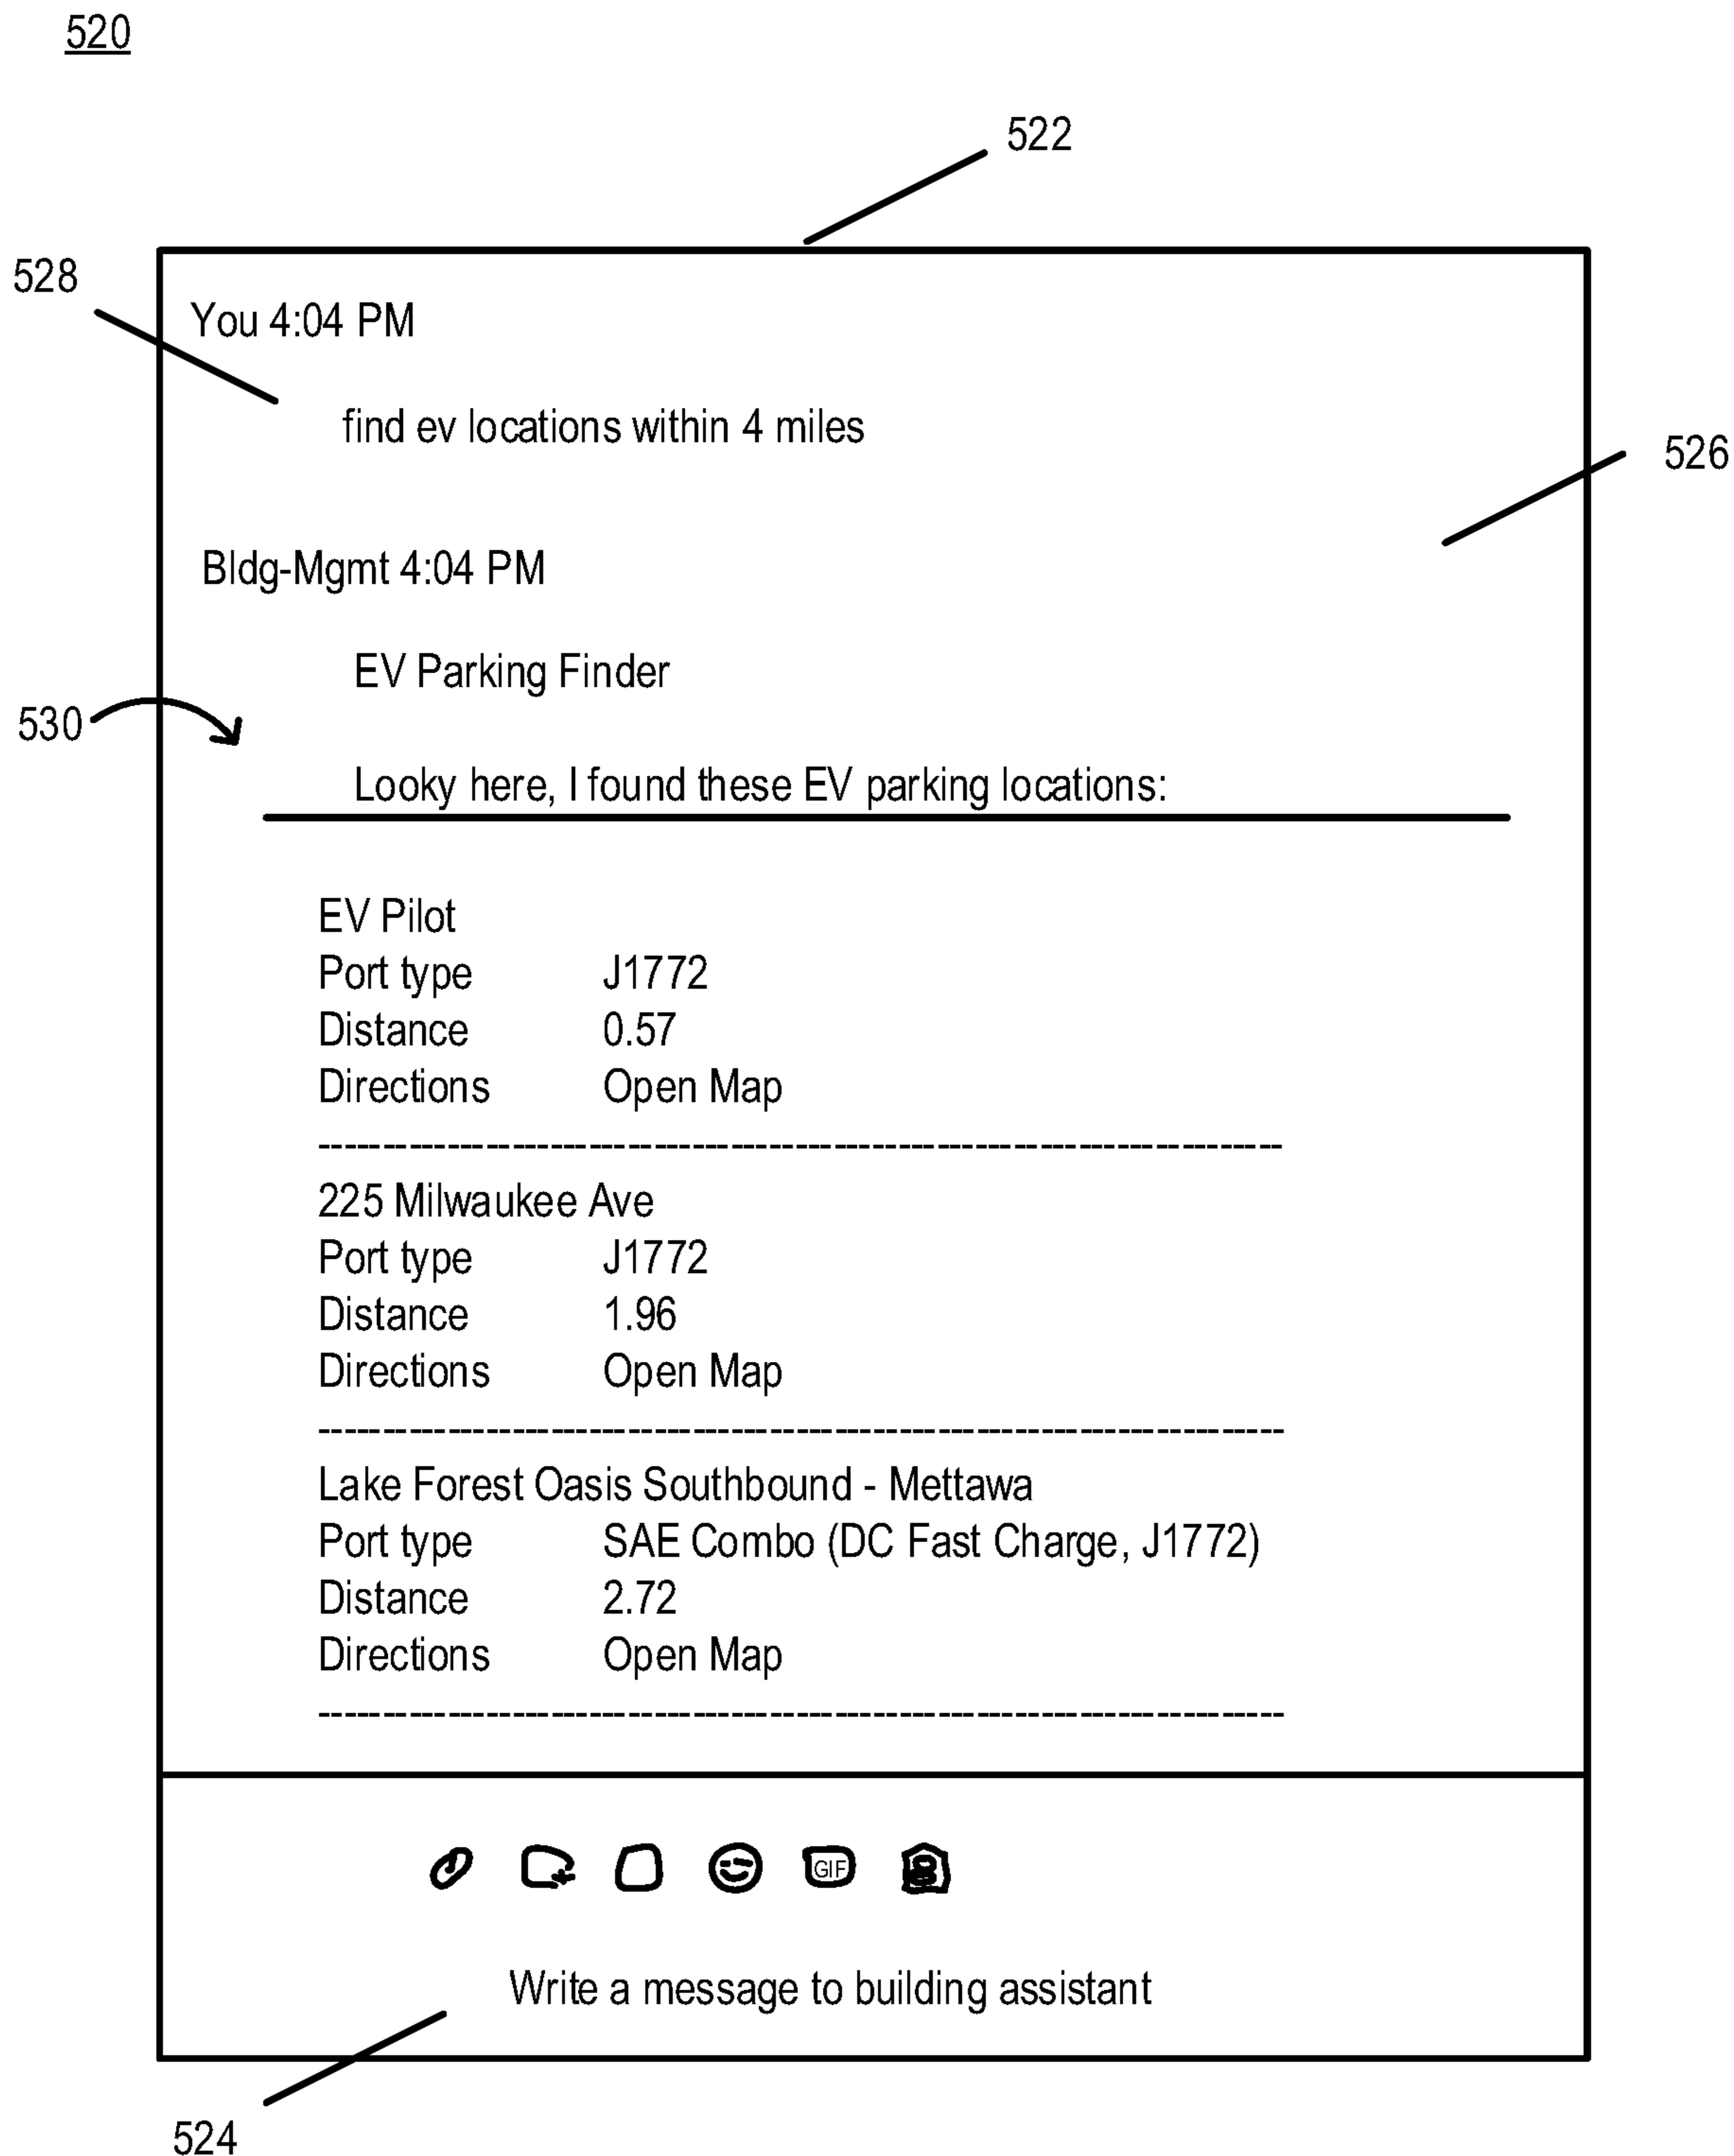 520
522
528
You 4:04 PM
find ev locations within 4 miles
526
Bldg-Mgmt 4:04 PM
EV Parking Finder
530
Looky here, I found these EV parking locations:
EV Pilot
Port type J1772
Distance 0.57
Directions Open Map
225 Milwaukee Ave
Port type J1772
Distance 1.96
Directions Open Map
Lake Forest Oasis Southbound - Mettawa
Port type SAE Combo (DC Fast Charge, J1772)
Distance 2.72
Directions Open Map
GIF
Write a message to building assistant
524